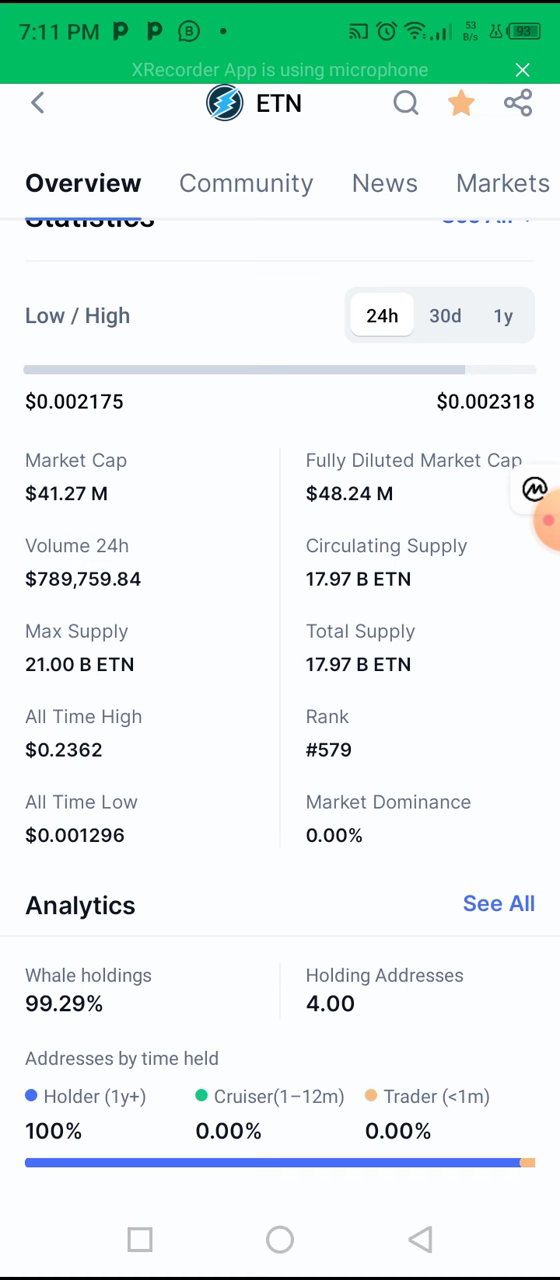 7:11 PM
53 B/s
93
XRecorder App is using microphone
ETN
Overview Community News Markets
Statistics See All
Low / High 24h 30d 1y
$0.002175 $0.002318
Market Cap Fully Diluted Market Cap
$41.27 M $48.24 M
Volume 24h Circulating Supply
$789,759.84 17.97 B ETN
Max Supply Total Supply
21.00 B ETN 17.97 B ETN
All Time High Rank
$0.2362 #579
All Time Low Market Dominance
$0.001296 0.00%
Analytics See All
Whale holdings Holding Addresses
99.29% 4.00
Addresses by time held
Holder (1y+) Cruiser(1–12m) Trader (<1m)
100% 0.00% 0.00%